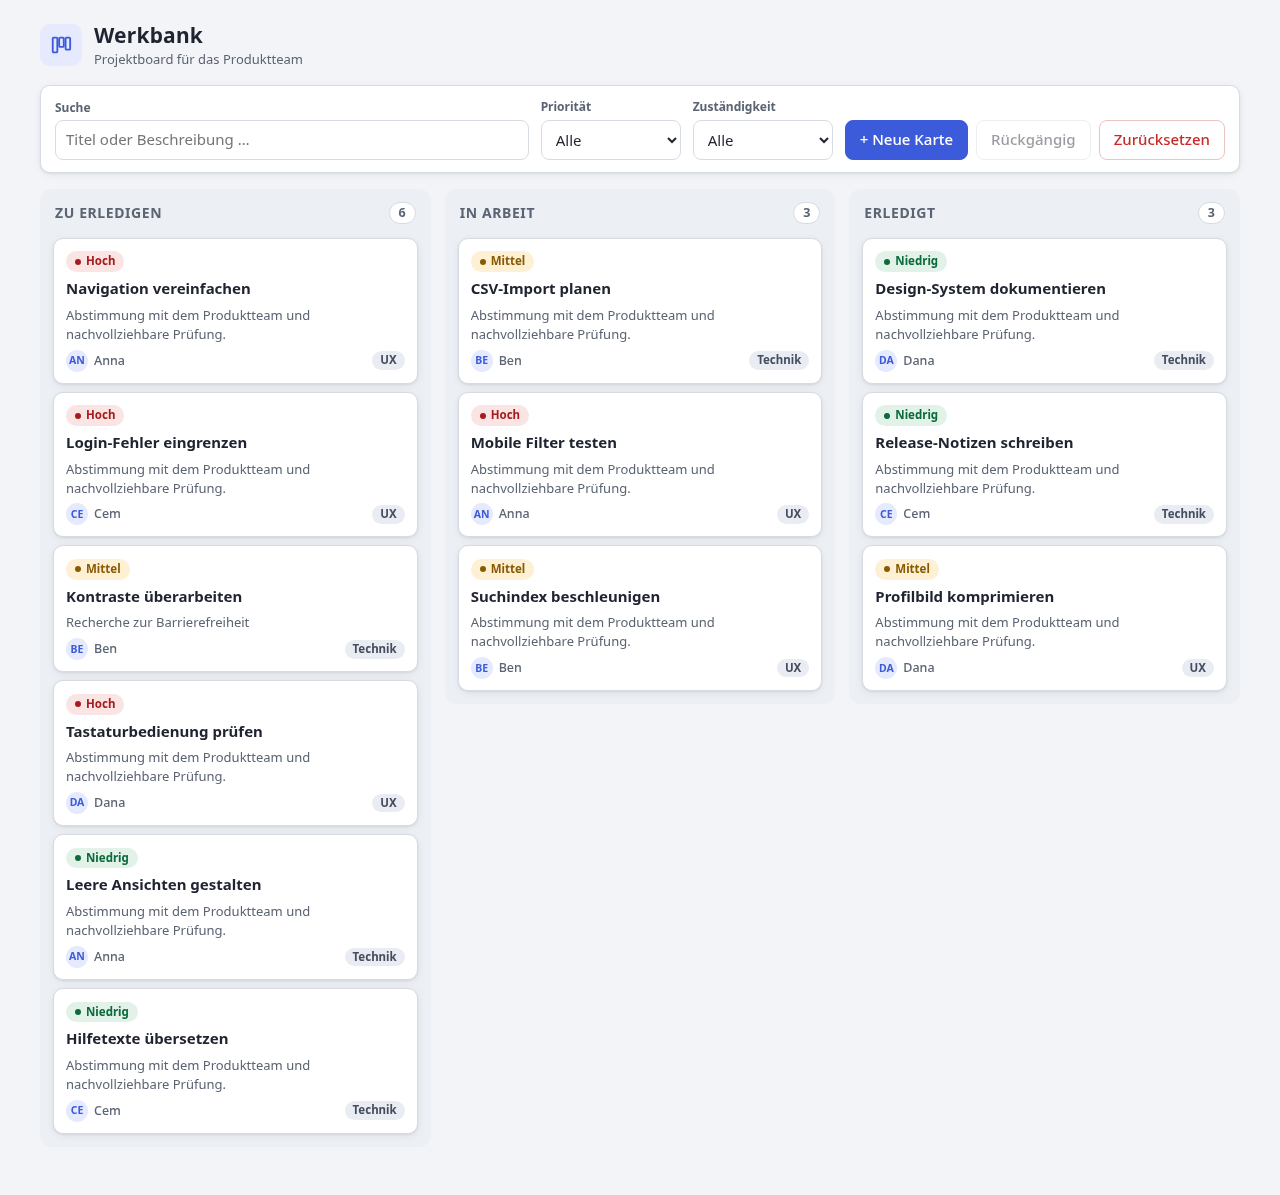 Werkbank
Projektboard für das Produktteam
Suche
Titel oder Beschreibung …
Priorität
Alle
Zuständigkeit
Alle
+ Neue Karte
Rückgängig
Zurücksetzen
ZU ERLEDIGEN
6
Hoch
Navigation vereinfachen
Abstimmung mit dem Produktteam und
nachvollziehbare Prüfung.
AN Anna
UX
Hoch
Login-Fehler eingrenzen
Abstimmung mit dem Produktteam und
nachvollziehbare Prüfung.
CE Cem
UX
Mittel
Kontraste überarbeiten
Recherche zur Barrierefreiheit
BE Ben
Technik
Hoch
Tastaturbedienung prüfen
Abstimmung mit dem Produktteam und
nachvollziehbare Prüfung.
DA Dana
UX
Niedrig
Leere Ansichten gestalten
Abstimmung mit dem Produktteam und
nachvollziehbare Prüfung.
AN Anna
Technik
Niedrig
Hilfetexte übersetzen
Abstimmung mit dem Produktteam und
nachvollziehbare Prüfung.
CE Cem
Technik
IN ARBEIT
3
Mittel
CSV-Import planen
Abstimmung mit dem Produktteam und
nachvollziehbare Prüfung.
BE Ben
Technik
Hoch
Mobile Filter testen
Abstimmung mit dem Produktteam und
nachvollziehbare Prüfung.
AN Anna
UX
Mittel
Suchindex beschleunigen
Abstimmung mit dem Produktteam und
nachvollziehbare Prüfung.
BE Ben
UX
ERLEDIGT
3
Niedrig
Design-System dokumentieren
Abstimmung mit dem Produktteam und
nachvollziehbare Prüfung.
DA Dana
Technik
Niedrig
Release-Notizen schreiben
Abstimmung mit dem Produktteam und
nachvollziehbare Prüfung.
CE Cem
Technik
Mittel
Profilbild komprimieren
Abstimmung mit dem Produktteam und
nachvollziehbare Prüfung.
DA Dana
UX